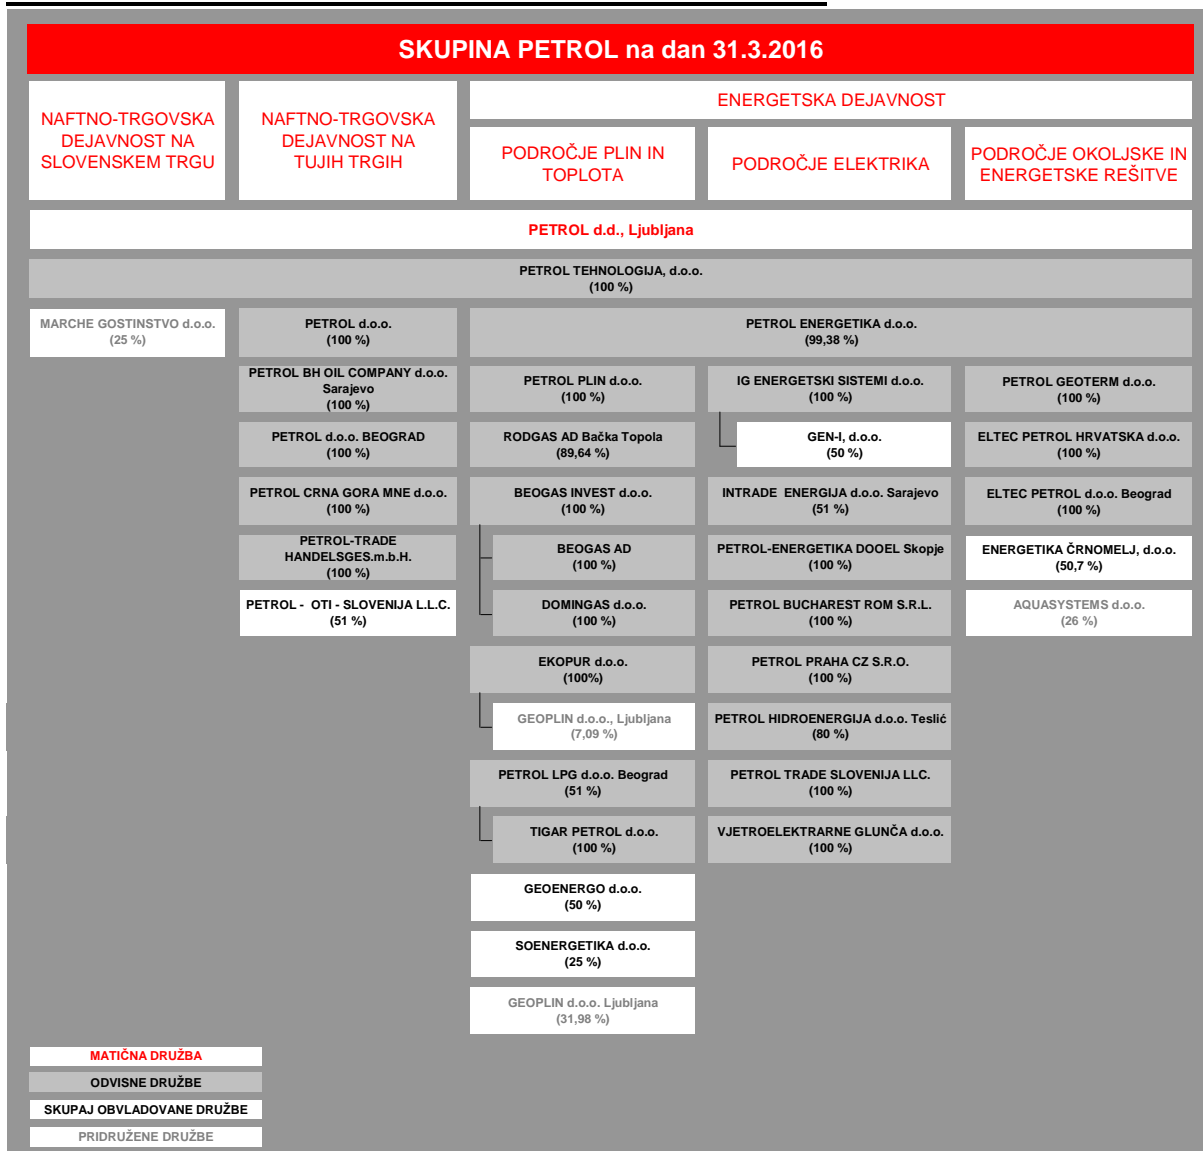 SKUPINA PETROL na dan 31.3.2016
NAFTNO-TRGOVSKA
DEJAVNOST NA
SLOVENSKEM TRGU
NAFTNO-TRGOVSKA
DEJAVNOST NA
TUJIH TRGIH
ENERGETSKA DEJAVNOST
PODROČJE PLIN IN
TOPLOTA
PODROČJE ELEKTRIKA
PODROČJE OKOLJSKE IN
ENERGETSKE REŠITVE
PETROL d.d., Ljubljana
PETROL TEHNOLOGIJA, d.o.o.
(100 %)
MARCHE GOSTINSTVO d.o.o.
(25 %)
PETROL d.o.o.
(100 %)
PETROL BH OIL COMPANY d.o.o.
Sarajevo
(100 %)
PETROL d.o.o. BEOGRAD
(100 %)
PETROL CRNA GORA MNE d.o.o.
(100 %)
PETROL-TRADE
HANDELSGES.m.b.H.
(100 %)
PETROL - OTI - SLOVENIJA L.L.C.
(51 %)
PETROL ENERGETIKA d.o.o.
(99,38 %)
PETROL PLIN d.o.o.
(100 %)
RODGAS AD Bačka Topola
(89,64 %)
BEOGAS INVEST d.o.o.
(100 %)
BEOGAS AD
(100 %)
DOMINGAS d.o.o.
(100 %)
EKOPUR d.o.o.
(100%)
GEOPLIN d.o.o., Ljubljana
(7,09 %)
PETROL LPG d.o.o. Beograd
(51 %)
TIGAR PETROL d.o.o.
(100 %)
GEOENERGO d.o.o.
(50 %)
SOENERGETIKA d.o.o.
(25 %)
GEOPLIN d.o.o. Ljubljana
(31,98 %)
IG ENERGETSKI SISTEMI d.o.o.
(100 %)
GEN-I, d.o.o.
(50 %)
INTRADE ENERGIJA d.o.o. Sarajevo
(51 %)
PETROL-ENERGETIKA DOOEL Skopje
(100 %)
PETROL BUCHAREST ROM S.R.L.
(100 %)
PETROL PRAHA CZ S.R.O.
(100 %)
PETROL HIDROENERGIJA d.o.o. Teslić
(80 %)
PETROL TRADE SLOVENIJA LLC.
(100 %)
VJETROELEKTRARNE GLUNČA d.o.o.
(100 %)
PETROL GEOTERM d.o.o.
(100 %)
ELTEC PETROL HRVATSKA d.o.o.
(100 %)
ELTEC PETROL d.o.o. Beograd
(100 %)
ENERGETIKA ČRNOMELJ, d.o.o.
(50,7 %)
AQUASYSTEMS d.o.o.
(26 %)
MATIČNA DRUŽBA
ODVISNE DRUŽBE
SKUPAJ OBVLADOVANE DRUŽBE
PRIDRUŽENE DRUŽBE